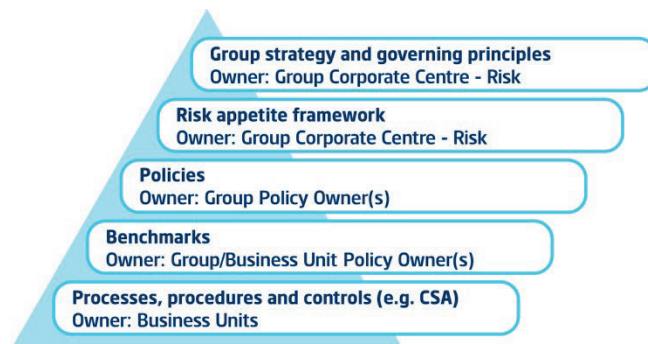 Group strategy and governing principles
Owner: Group Corporate Centre - Risk
Risk appetite framework
Owner: Group Corporate Centre - Risk
Policies
Owner: Group Policy Owner(s)
Benchmarks
Owner: Group/Business Unit Policy Owner(s)
Processes, procedures and controls (e.g. CSA)
Owner: Business Units